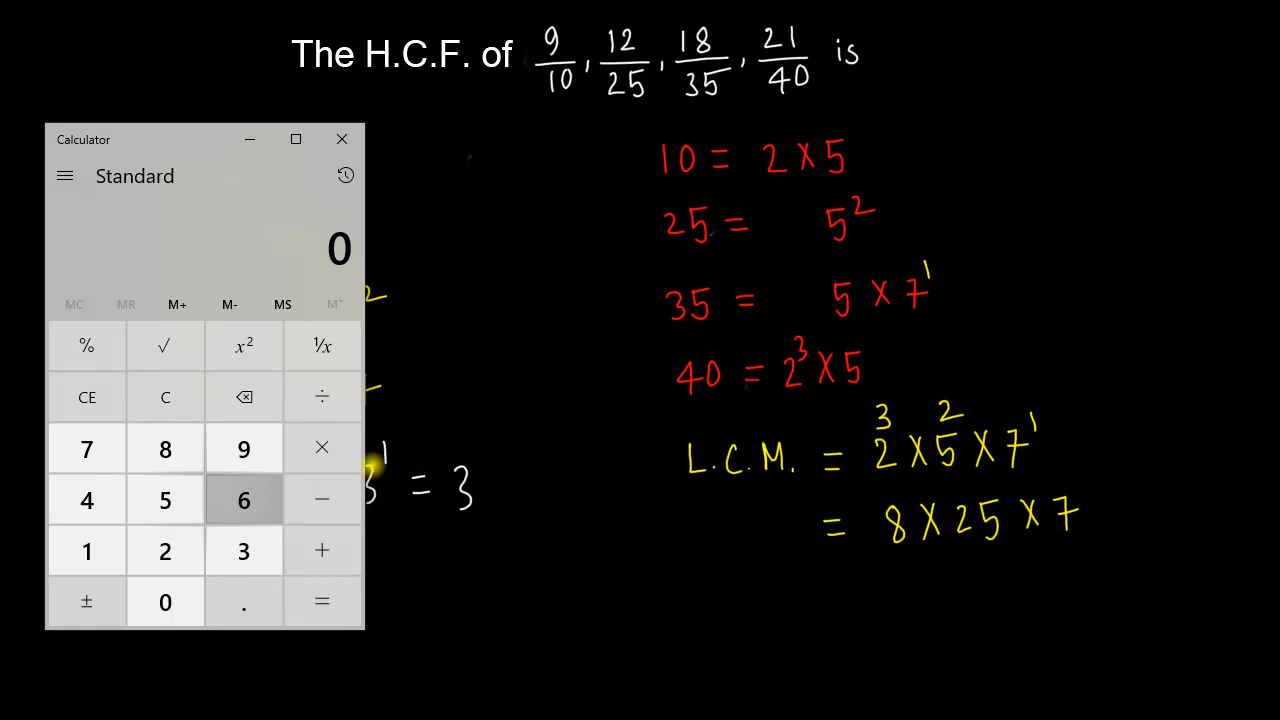 The H.C.F. of 9/10, 12/25, 18/35, 21/40 is
Calculator
Standard
0
MC MR M+ M- MS M˅
% √ x² ⅟x
CE C ⌫ ÷
7 8 9 ×
4 5 6 −
1 2 3 +
± 0 . =
2
3¹ = 3
10 = 2 × 5
25 = 5²
35 = 5 × 7¹
40 = 2³ × 5
L.C.M. = 2³ × 5² × 7¹
= 8 × 25 × 7